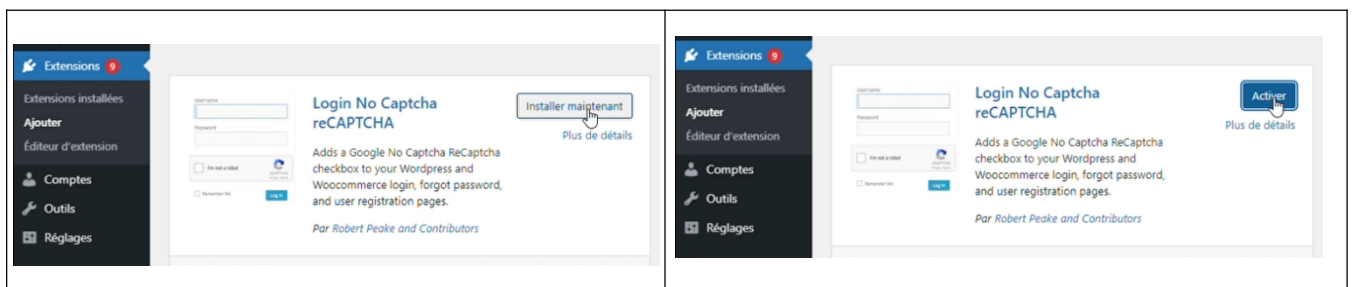 Extensions 9
Extensions installées
Ajouter
Éditeur d'extension
Comptes
Outils
Réglages
Username
Password
I'm not a robot
Remember Me
Log In
Login No Captcha
reCAPTCHA
Installer maintenant
Plus de détails
Adds a Google No Captcha ReCaptcha
checkbox to your Wordpress and
Woocommerce login, forgot password,
and user registration pages.
Par Robert Peake and Contributors
Extensions 9
Extensions installées
Ajouter
Éditeur d'extension
Comptes
Outils
Réglages
Username
Password
I'm not a robot
Remember Me
Log In
Login No Captcha
reCAPTCHA
Activer
Plus de détails
Adds a Google No Captcha ReCaptcha
checkbox to your Wordpress and
Woocommerce login, forgot password,
and user registration pages.
Par Robert Peake and Contributors